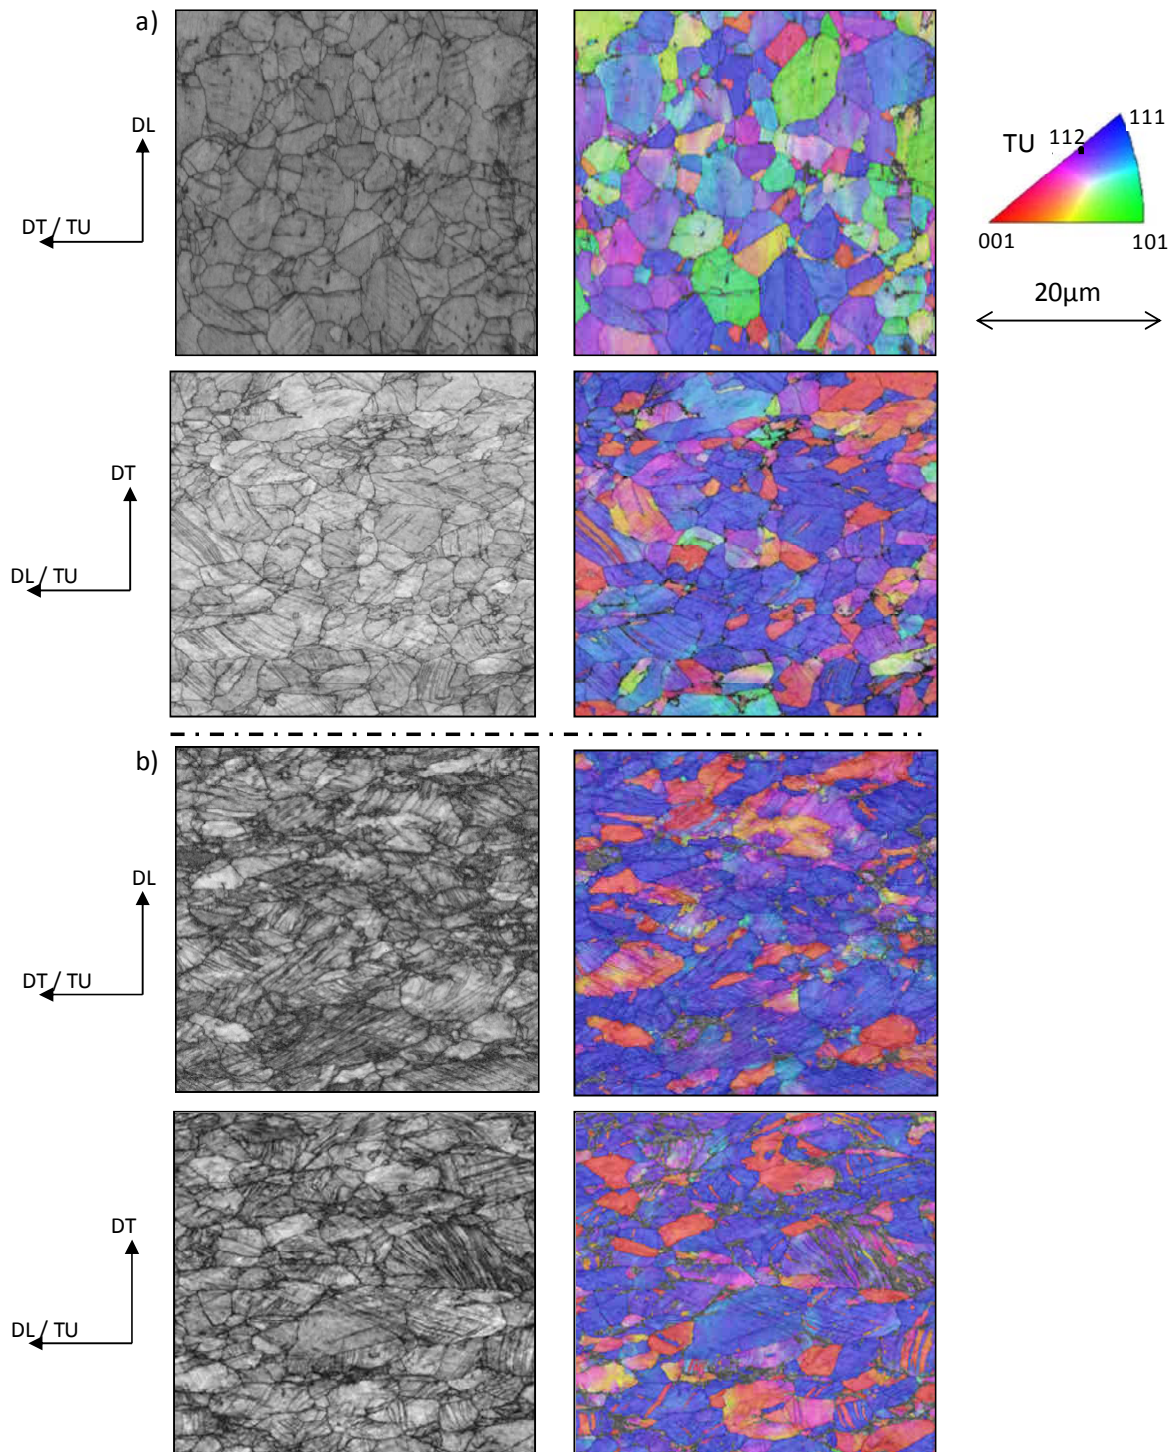 a)
DL
DT / TU
TU
112
111
001
101
20µm
DT
DL / TU
b)
DL
DT / TU
DT
DL / TU